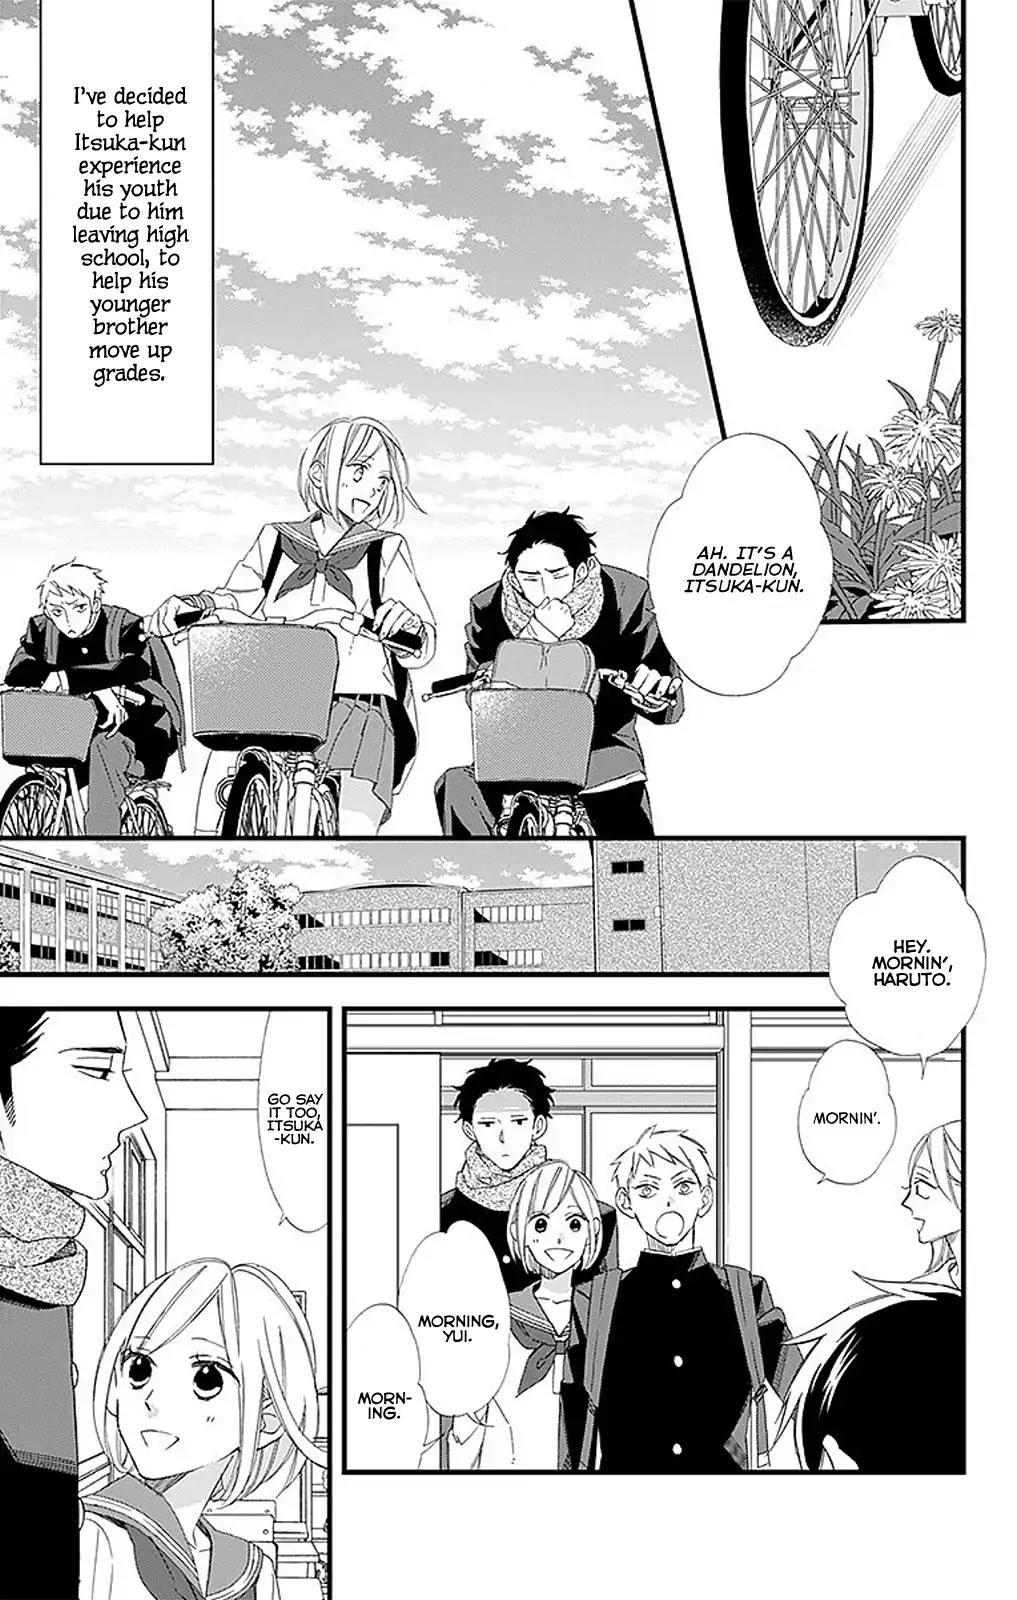 I've decided
to help
Itsuka-kun
experience
his youth
due to him
leaving high
school, to
help his
younger
brother
move up
grades.
AH. IT'S A
DANDELION,
ITSUKA-KUN.
HEY.
MORNIN',
HARUTO.
MORNIN'.
MORNING,
YUI.
MORN-
ING.
GO SAY
IT TOO,
ITSUKA
-KUN.